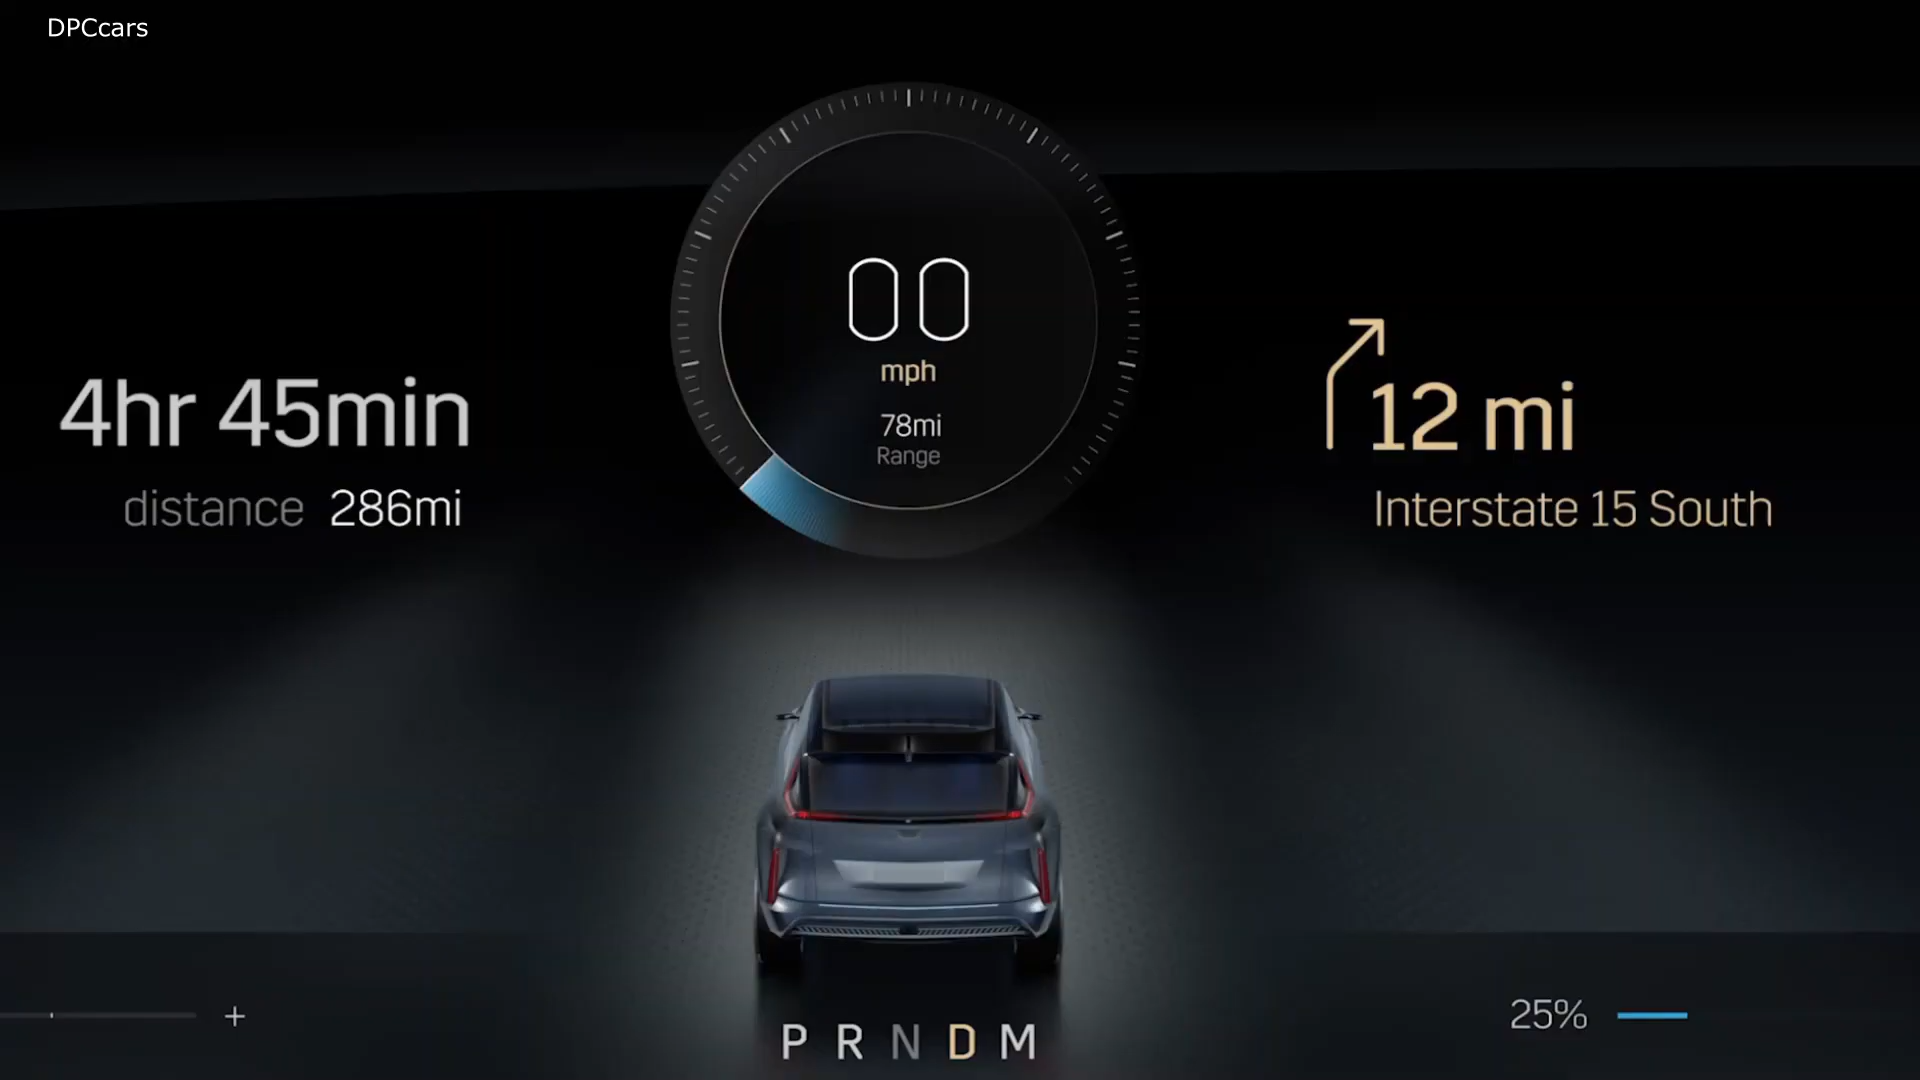 DPCcars
00
mph
78mi
Range
4hr 45min
distance 286mi
12 mi
Interstate 15 South
+
25%
P R N D M